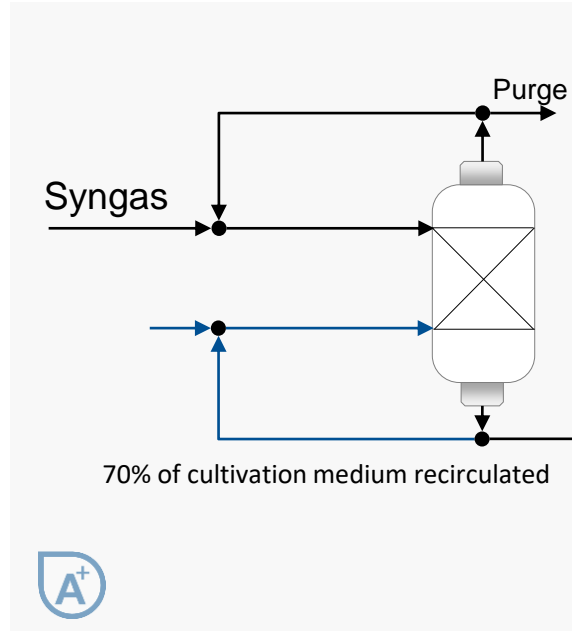 Purge
Syngas
70% of cultivation medium recirculated
A+